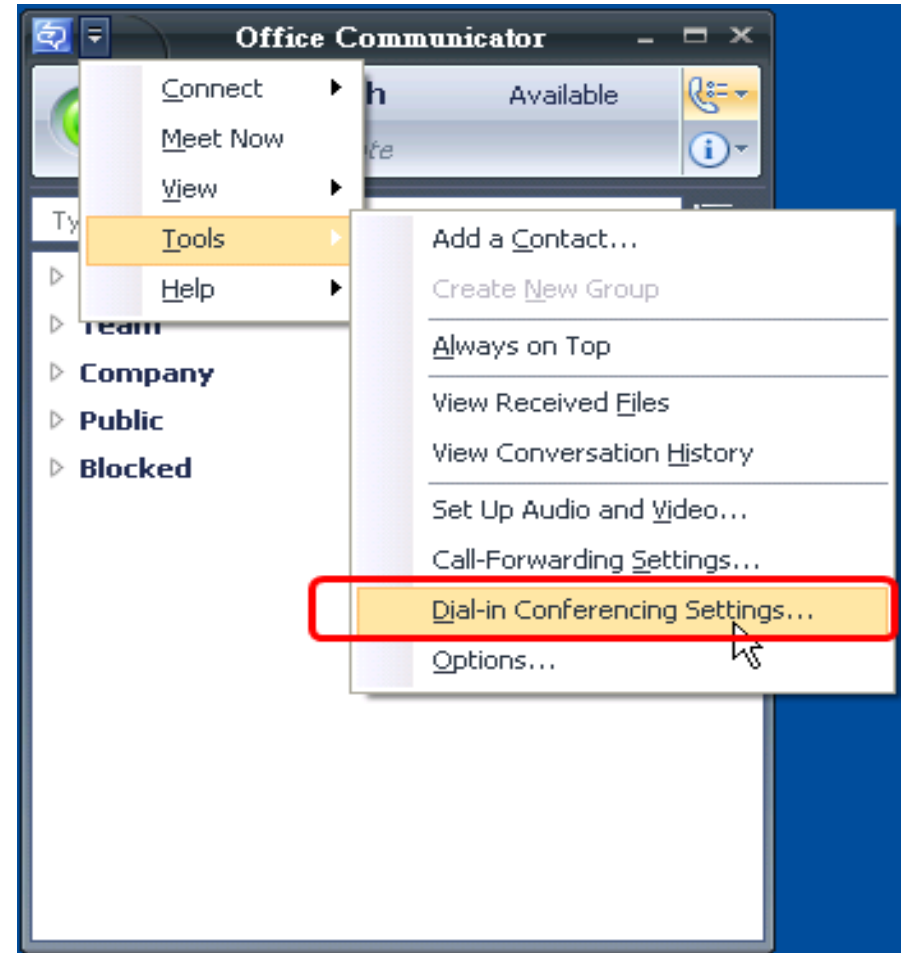 Office Communicator
Connect
h Available
Meet Now
View
Ty
Tools
Add a Contact...
Help
Create New Group
Team
Always on Top
Company
View Received Files
Public
View Conversation History
Blocked
Set Up Audio and Video...
Call-Forwarding Settings...
Dial-in Conferencing Settings...
Options...